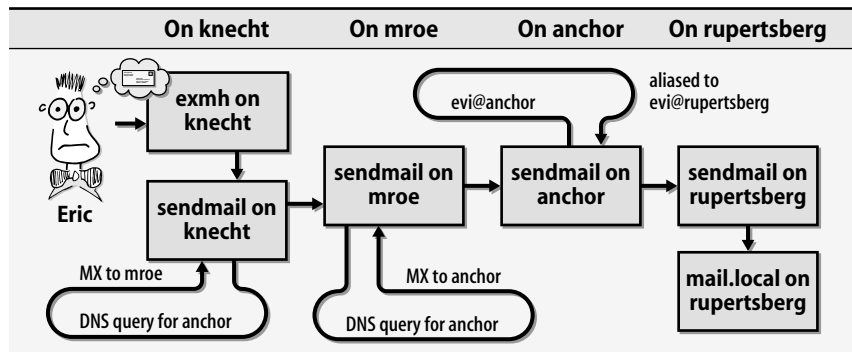 On knecht On mroe On anchor On rupertsberg
exmh on
knecht
Eric
sendmail on
knecht
MX to mroe
DNS query for anchor
sendmail on
mroe
MX to anchor
DNS query for anchor
evi@anchor
aliased to
evi@rupertsberg
sendmail on
anchor
sendmail on
rupertsberg
mail.local on
rupertsberg